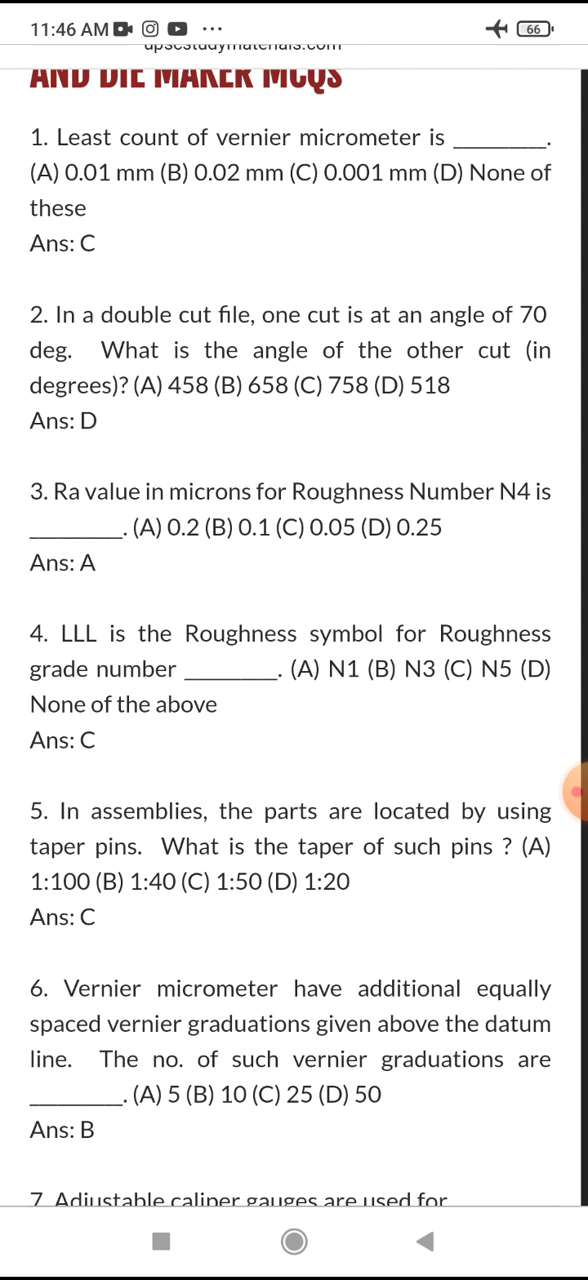 11:46 AM ...
66
upscstudymaterials.com
AND DIE MAKER MCQS
1. Least count of vernier micrometer is ________.
(A) 0.01 mm (B) 0.02 mm (C) 0.001 mm (D) None of
these
Ans: C
2. In a double cut file, one cut is at an angle of 70
deg. What is the angle of the other cut (in
degrees)? (A) 458 (B) 658 (C) 758 (D) 518
Ans: D
3. Ra value in microns for Roughness Number N4 is
________. (A) 0.2 (B) 0.1 (C) 0.05 (D) 0.25
Ans: A
4. LLL is the Roughness symbol for Roughness
grade number ________. (A) N1 (B) N3 (C) N5 (D)
None of the above
Ans: C
5. In assemblies, the parts are located by using
taper pins. What is the taper of such pins ? (A)
1:100 (B) 1:40 (C) 1:50 (D) 1:20
Ans: C
6. Vernier micrometer have additional equally
spaced vernier graduations given above the datum
line. The no. of such vernier graduations are
________. (A) 5 (B) 10 (C) 25 (D) 50
Ans: B
7. Adjustable caliper gauges are used for